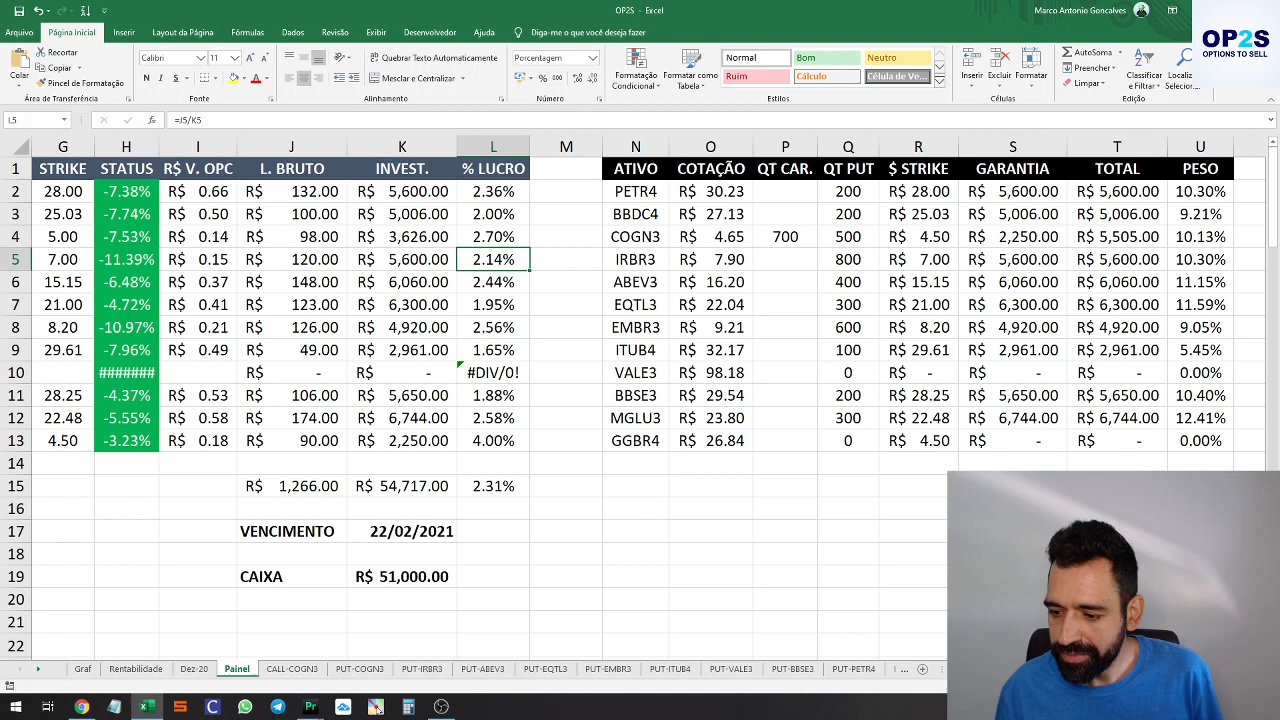 OP2S - Excel
Marco Antonio Goncalves
OP2S
OPTIONS TO SELL
Arquivo Página Inicial Inserir Layout da Página Fórmulas Dados Revisão Exibir Desenvolvedor Ajuda Diga-me o que você deseja fazer
Colar
Recortar
Copiar
Pincel de Formatação
Área de Transferência
Calibri 11
N I S
Fonte
Quebrar Texto Automaticamente
Mesclar e Centralizar
Alinhamento
Porcentagem
Número
Formatação Condicional
Formatar como Tabela
Normal Bom Neutro
Ruim Cálculo Célula de Ve...
Estilos
Inserir Excluir Formatar
Células
AutoSoma
Preencher
Limpar
Classificar e Filtrar
Edição
L5 fx =J5/K5
G H I J K L M N O P Q R S T U
1 STRIKE STATUS R$ V. OPC L. BRUTO INVEST. % LUCRO ATIVO COTAÇÃO QT CAR. QT PUT $ STRIKE GARANTIA TOTAL PESO
2 28.00 -7.38% R$ 0.66 R$ 132.00 R$ 5,600.00 2.36% PETR4 R$ 30.23 200 R$ 28.00 R$ 5,600.00 R$ 5,600.00 10.30%
3 25.03 -7.74% R$ 0.50 R$ 100.00 R$ 5,006.00 2.00% BBDC4 R$ 27.13 200 R$ 25.03 R$ 5,006.00 R$ 5,006.00 9.21%
4 5.00 -7.53% R$ 0.14 R$ 98.00 R$ 3,626.00 2.70% COGN3 R$ 4.65 700 500 R$ 4.50 R$ 2,250.00 R$ 5,505.00 10.13%
5 7.00 -11.39% R$ 0.15 R$ 120.00 R$ 5,600.00 2.14% IRBR3 R$ 7.90 800 R$ 7.00 R$ 5,600.00 R$ 5,600.00 10.30%
6 15.15 -6.48% R$ 0.37 R$ 148.00 R$ 6,060.00 2.44% ABEV3 R$ 16.20 400 R$ 15.15 R$ 6,060.00 R$ 6,060.00 11.15%
7 21.00 -4.72% R$ 0.41 R$ 123.00 R$ 6,300.00 1.95% EQTL3 R$ 22.04 300 R$ 21.00 R$ 6,300.00 R$ 6,300.00 11.59%
8 8.20 -10.97% R$ 0.21 R$ 126.00 R$ 4,920.00 2.56% EMBR3 R$ 9.21 600 R$ 8.20 R$ 4,920.00 R$ 4,920.00 9.05%
9 29.61 -7.96% R$ 0.49 R$ 49.00 R$ 2,961.00 1.65% ITUB4 R$ 32.17 100 R$ 29.61 R$ 2,961.00 R$ 2,961.00 5.45%
10 ####### R$ - R$ - #DIV/0! VALE3 R$ 98.18 0 R$ - R$ - R$ - 0.00%
11 28.25 -4.37% R$ 0.53 R$ 106.00 R$ 5,650.00 1.88% BBSE3 R$ 29.54 200 R$ 28.25 R$ 5,650.00 R$ 5,650.00 10.40%
12 22.48 -5.55% R$ 0.58 R$ 174.00 R$ 6,744.00 2.58% MGLU3 R$ 23.80 300 R$ 22.48 R$ 6,744.00 R$ 6,744.00 12.41%
13 4.50 -3.23% R$ 0.18 R$ 90.00 R$ 2,250.00 4.00% GGBR4 R$ 26.84 0 R$ 4.50 R$ - R$ - 0.00%
14
15 R$ 1,266.00 R$ 54,717.00 2.31%
16
17 VENCIMENTO 22/02/2021
18
19 CAIXA R$ 51,000.00
20
21
22
Graf Rentabilidade Dez-20 Painel CALL-COGN3 PUT-COGN3 PUT-IRBR3 PUT-ABEV3 PUT-EQTL3 PUT-EMBR3 PUT-ITUB4 PUT-VALE3 PUT-BBSE3 PUT-PETR4